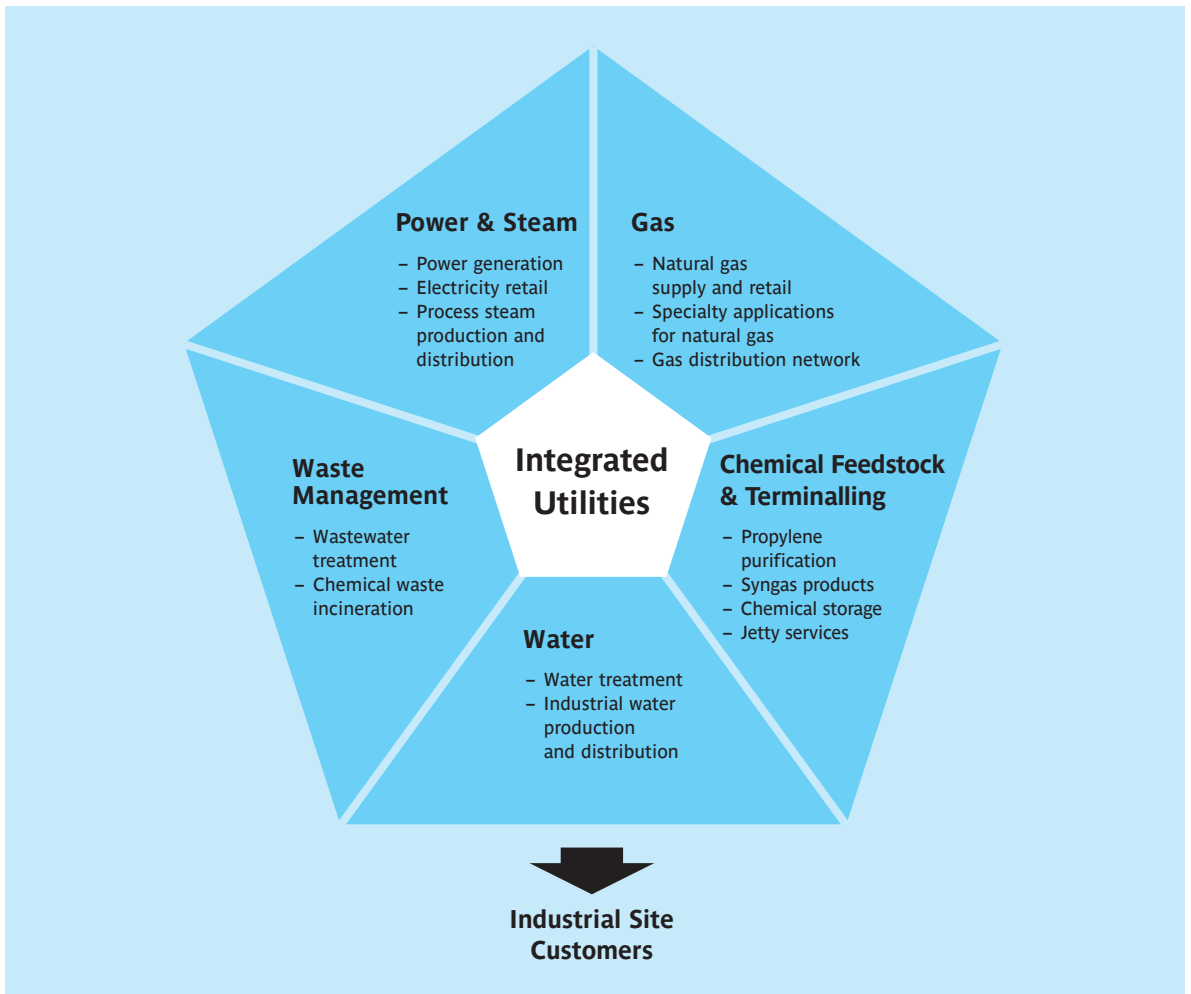 Power & Steam
– Power generation
– Electricity retail
– Process steam
production and
distribution
Gas
– Natural gas
supply and retail
– Specialty applications
for natural gas
– Gas distribution network
Waste
Management
– Wastewater
treatment
– Chemical waste
incineration
Integrated
Utilities
Chemical Feedstock
& Terminalling
– Propylene
purification
– Syngas products
– Chemical storage
– Jetty services
Water
– Water treatment
– Industrial water
production
and distribution
Industrial Site
Customers